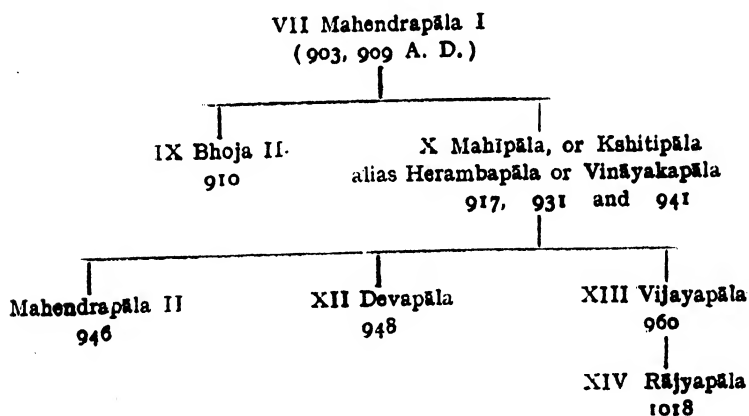 VII Mahendrapāla I
( 903, 909 A. D. )
IX Bhoja II.
910
X Mahīpāla, or Kshitipāla
alias Herambapāla or Vināyakapāla
917, 931 and 941
Mahendrapāla II
946
XII Devapāla
948
XIII Vijayapāla
960
XIV Rājyapāla
1018